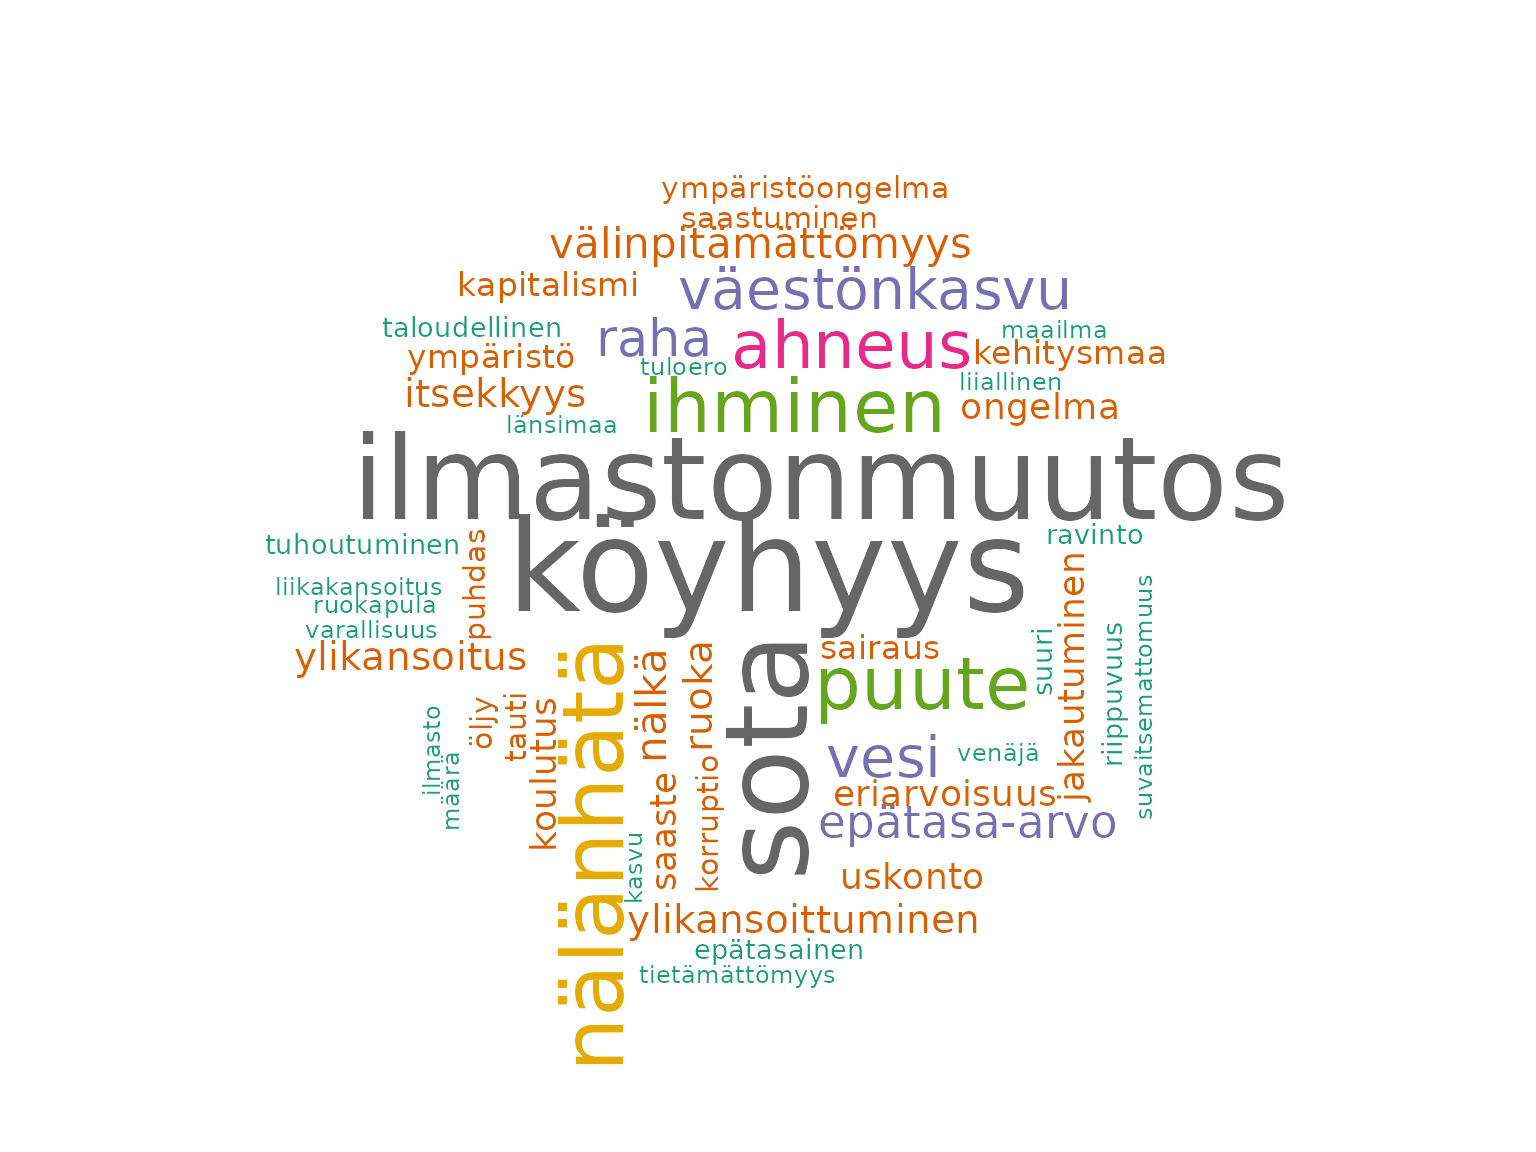 ympäristöongelma
saastuminen
välinpitämättömyys
kapitalismi
väestönkasvu
taloudellinen
raha
ahneus
maailma
ympäristö
tuloero
kehitysmaa
itsekkyys
ihminen
liiallinen
ongelma
länsimaa
ilmastonmuutos
köyhyys
tuhoutuminen
puhdas
ravinto
liikakansoitus
ruokapula
varallisuus
ylikansoitus
nälänhätä
nälkä
ruoka
sota
sairaus
puute
suuri
jakautuminen
riippuvuus
suvaitsemattomuus
ilmasto
määrä
öljy
tauti
koulutus
vesi
venäjä
eriarvoisuus
epätasa-arvo
kasvu
saaste
korruptio
uskonto
ylikansoittuminen
epätasainen
tietämättömyys